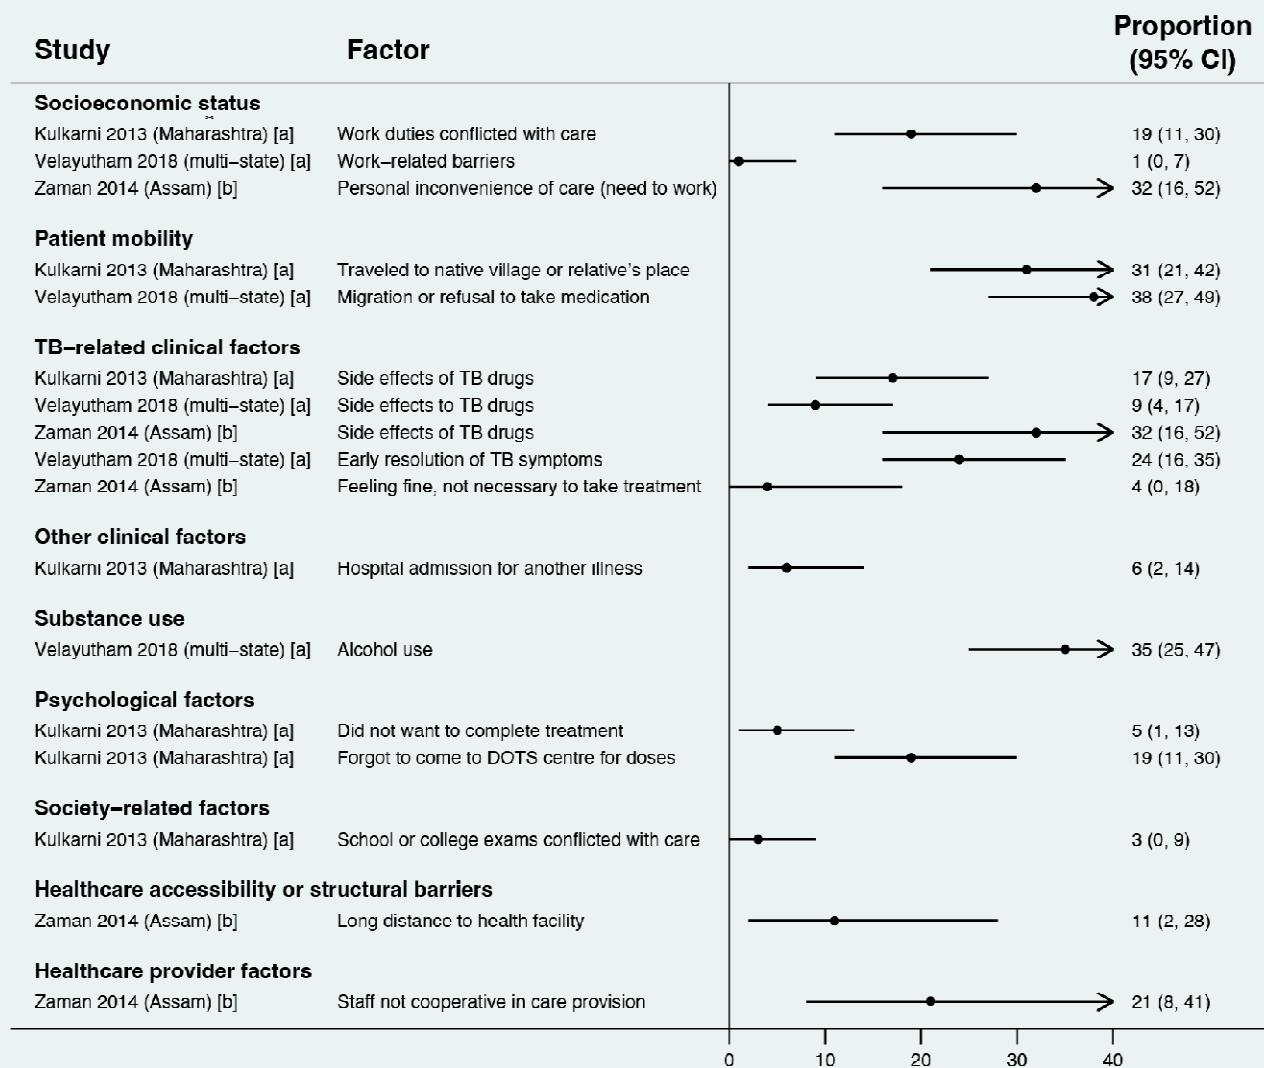 Study Factor Proportion (95% CI)
Socioeconomic status
Kulkarni 2013 (Maharashtra) [a] Work duties conflicted with care 19 (11, 30)
Velayutham 2018 (multi–state) [a] Work–related barriers 1 (0, 7)
Zaman 2014 (Assam) [b] Personal inconvenience of care (need to work) 32 (16, 52)
Patient mobility
Kulkarni 2013 (Maharashtra) [a] Traveled to native village or relative's place 31 (21, 42)
Velayutham 2018 (multi–state) [a] Migration or refusal to take medication 38 (27, 49)
TB–related clinical factors
Kulkarni 2013 (Maharashtra) [a] Side effects of TB drugs 17 (9, 27)
Velayutham 2018 (multi–state) [a] Side effects to TB drugs 9 (4, 17)
Zaman 2014 (Assam) [b] Side effects of TB drugs 32 (16, 52)
Velayutham 2018 (multi–state) [a] Early resolution of TB symptoms 24 (16, 35)
Zaman 2014 (Assam) [b] Feeling fine, not necessary to take treatment 4 (0, 18)
Other clinical factors
Kulkarni 2013 (Maharashtra) [a] Hospital admission for another illness 6 (2, 14)
Substance use
Velayutham 2018 (multi–state) [a] Alcohol use 35 (25, 47)
Psychological factors
Kulkarni 2013 (Maharashtra) [a] Did not want to complete treatment 5 (1, 13)
Kulkarni 2013 (Maharashtra) [a] Forgot to come to DOTS centre for doses 19 (11, 30)
Society–related factors
Kulkarni 2013 (Maharashtra) [a] School or college exams conflicted with care 3 (0, 9)
Healthcare accessibility or structural barriers
Zaman 2014 (Assam) [b] Long distance to health facility 11 (2, 28)
Healthcare provider factors
Zaman 2014 (Assam) [b] Staff not cooperative in care provision 21 (8, 41)
0 10 20 30 40